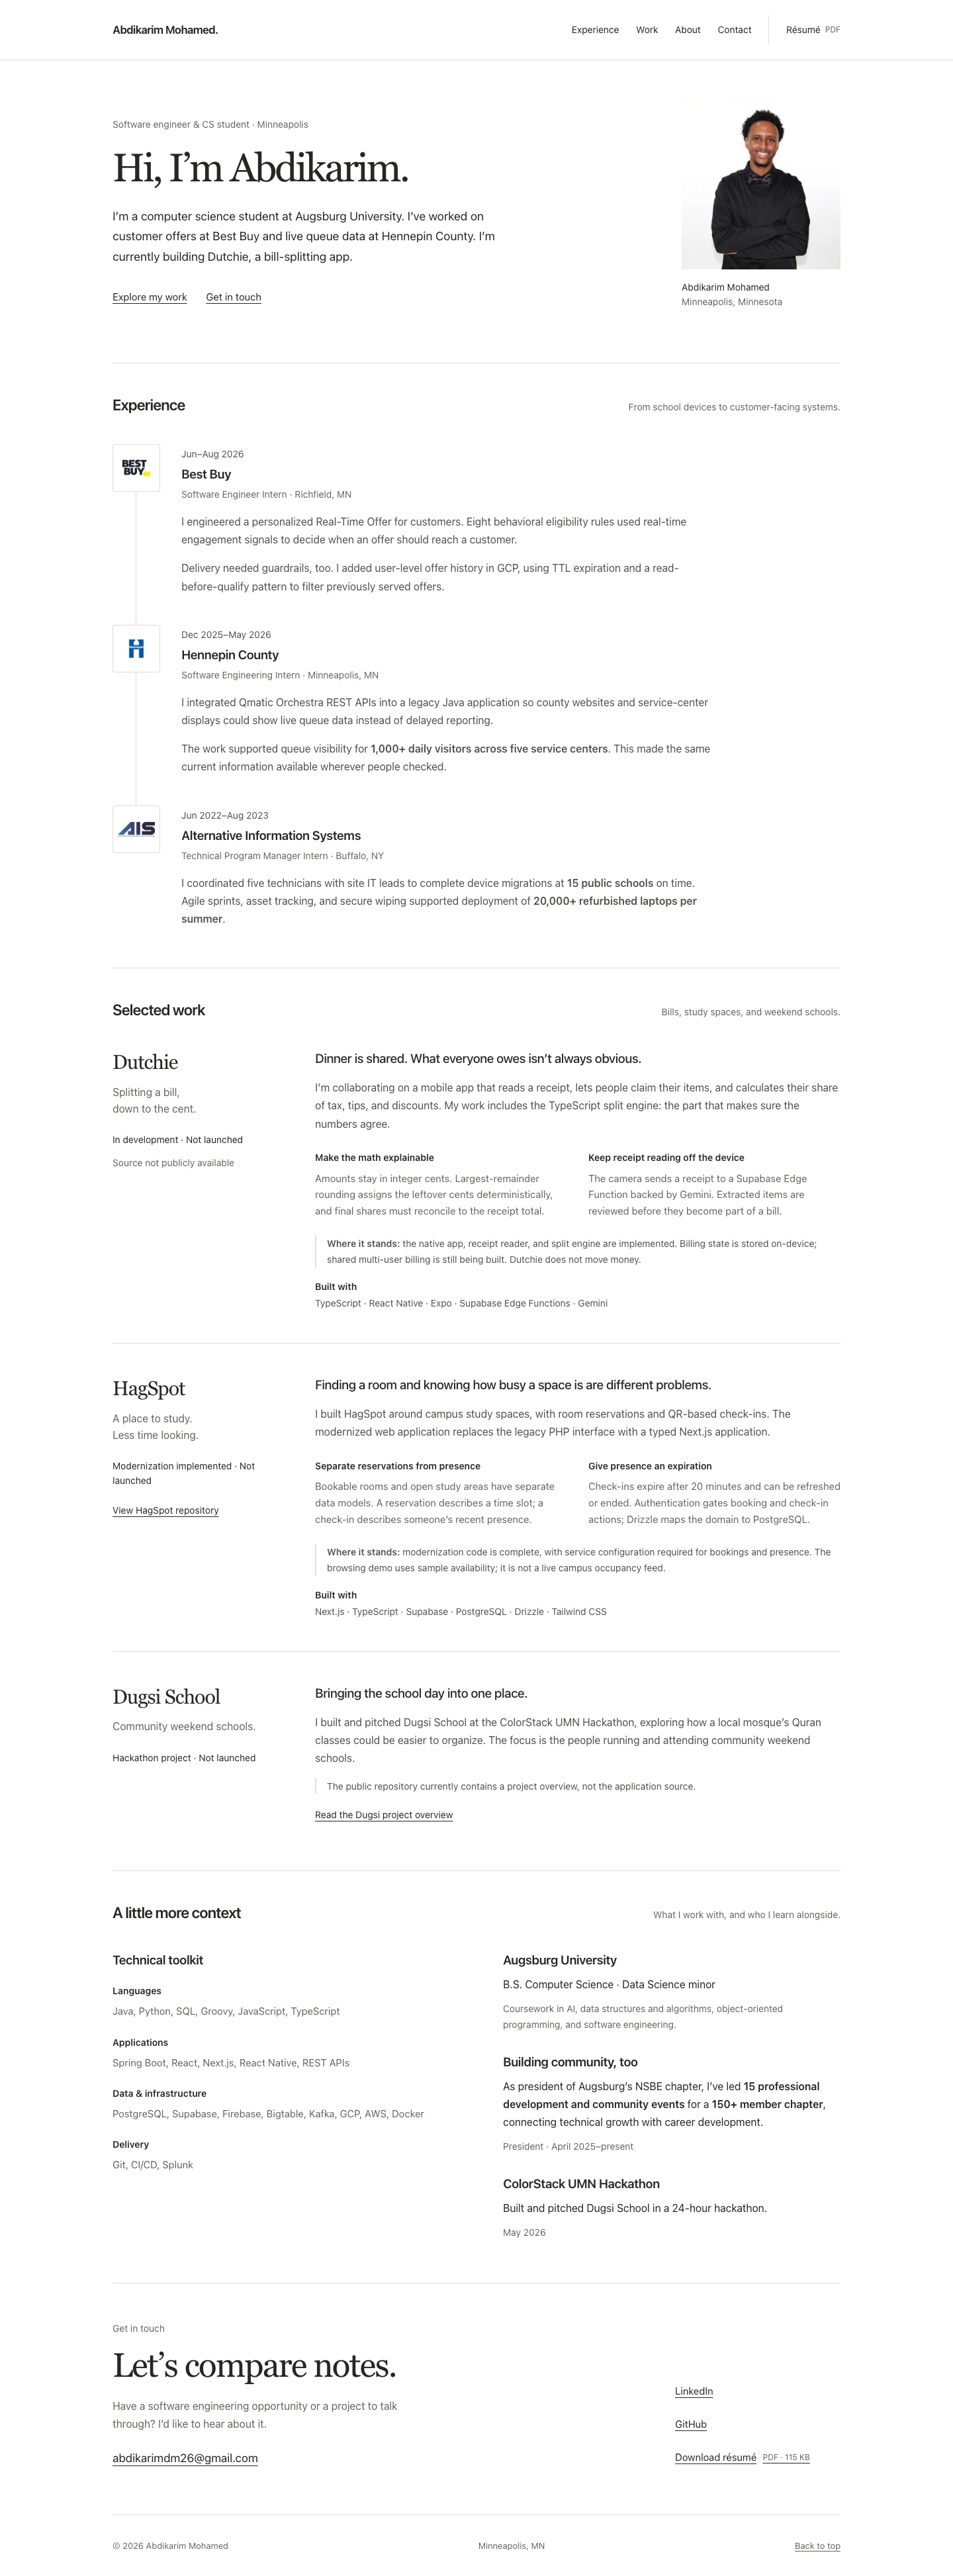 Abdikarim Mohamed.
Experience Work About Contact Résumé PDF
Software engineer & CS student · Minneapolis
Hi, I’m Abdikarim.
I’m a computer science student at Augsburg University. I’ve worked on
customer offers at Best Buy and live queue data at Hennepin County. I’m
currently building Dutchie, a bill-splitting app.
Explore my work Get in touch
Abdikarim Mohamed
Minneapolis, Minnesota
Experience
From school devices to customer-facing systems.
BEST
BUY
Jun–Aug 2026
Best Buy
Software Engineer Intern · Richfield, MN
I engineered a personalized Real-Time Offer for customers. Eight behavioral eligibility rules used real-time
engagement signals to decide when an offer should reach a customer.
Delivery needed guardrails, too. I added user-level offer history in GCP, using TTL expiration and a read-
before-qualify pattern to filter previously served offers.
H
Dec 2025–May 2026
Hennepin County
Software Engineering Intern · Minneapolis, MN
I integrated Qmatic Orchestra REST APIs into a legacy Java application so county websites and service-center
displays could show live queue data instead of delayed reporting.
The work supported queue visibility for 1,000+ daily visitors across five service centers. This made the same
current information available wherever people checked.
AIS
Jun 2022–Aug 2023
Alternative Information Systems
Technical Program Manager Intern · Buffalo, NY
I coordinated five technicians with site IT leads to complete device migrations at 15 public schools on time.
Agile sprints, asset tracking, and secure wiping supported deployment of 20,000+ refurbished laptops per
summer.
Selected work
Bills, study spaces, and weekend schools.
Dutchie
Splitting a bill,
down to the cent.
In development · Not launched
Source not publicly available
Dinner is shared. What everyone owes isn’t always obvious.
I’m collaborating on a mobile app that reads a receipt, lets people claim their items, and calculates their share
of tax, tips, and discounts. My work includes the TypeScript split engine: the part that makes sure the
numbers agree.
Make the math explainable
Amounts stay in integer cents. Largest-remainder
rounding assigns the leftover cents deterministically,
and final shares must reconcile to the receipt total.
Keep receipt reading off the device
The camera sends a receipt to a Supabase Edge
Function backed by Gemini. Extracted items are
reviewed before they become part of a bill.
Where it stands: the native app, receipt reader, and split engine are implemented. Billing state is stored on-device;
shared multi-user billing is still being built. Dutchie does not move money.
Built with
TypeScript · React Native · Expo · Supabase Edge Functions · Gemini
HagSpot
A place to study.
Less time looking.
Modernization implemented · Not
launched
View HagSpot repository
Finding a room and knowing how busy a space is are different problems.
I built HagSpot around campus study spaces, with room reservations and QR-based check-ins. The
modernized web application replaces the legacy PHP interface with a typed Next.js application.
Separate reservations from presence
Bookable rooms and open study areas have separate
data models. A reservation describes a time slot; a
check-in describes someone’s recent presence.
Give presence an expiration
Check-ins expire after 20 minutes and can be refreshed
or ended. Authentication gates booking and check-in
actions; Drizzle maps the domain to PostgreSQL.
Where it stands: modernization code is complete, with service configuration required for bookings and presence. The
browsing demo uses sample availability; it is not a live campus occupancy feed.
Built with
Next.js · TypeScript · Supabase · PostgreSQL · Drizzle · Tailwind CSS
Dugsi School
Community weekend schools.
Hackathon project · Not launched
Bringing the school day into one place.
I built and pitched Dugsi School at the ColorStack UMN Hackathon, exploring how a local mosque’s Quran
classes could be easier to organize. The focus is the people running and attending community weekend
schools.
The public repository currently contains a project overview, not the application source.
Read the Dugsi project overview
A little more context
What I work with, and who I learn alongside.
Technical toolkit
Languages
Java, Python, SQL, Groovy, JavaScript, TypeScript
Applications
Spring Boot, React, Next.js, React Native, REST APIs
Data & infrastructure
PostgreSQL, Supabase, Firebase, Bigtable, Kafka, GCP, AWS, Docker
Delivery
Git, CI/CD, Splunk
Augsburg University
B.S. Computer Science · Data Science minor
Coursework in AI, data structures and algorithms, object-oriented
programming, and software engineering.
Building community, too
As president of Augsburg’s NSBE chapter, I’ve led 15 professional
development and community events for a 150+ member chapter,
connecting technical growth with career development.
President · April 2025–present
ColorStack UMN Hackathon
Built and pitched Dugsi School in a 24-hour hackathon.
May 2026
Get in touch
Let’s compare notes.
Have a software engineering opportunity or a project to talk
through? I’d like to hear about it.
abdikarimdm26@gmail.com
LinkedIn
GitHub
Download résumé PDF · 115 KB
© 2026 Abdikarim Mohamed
Minneapolis, MN
Back to top